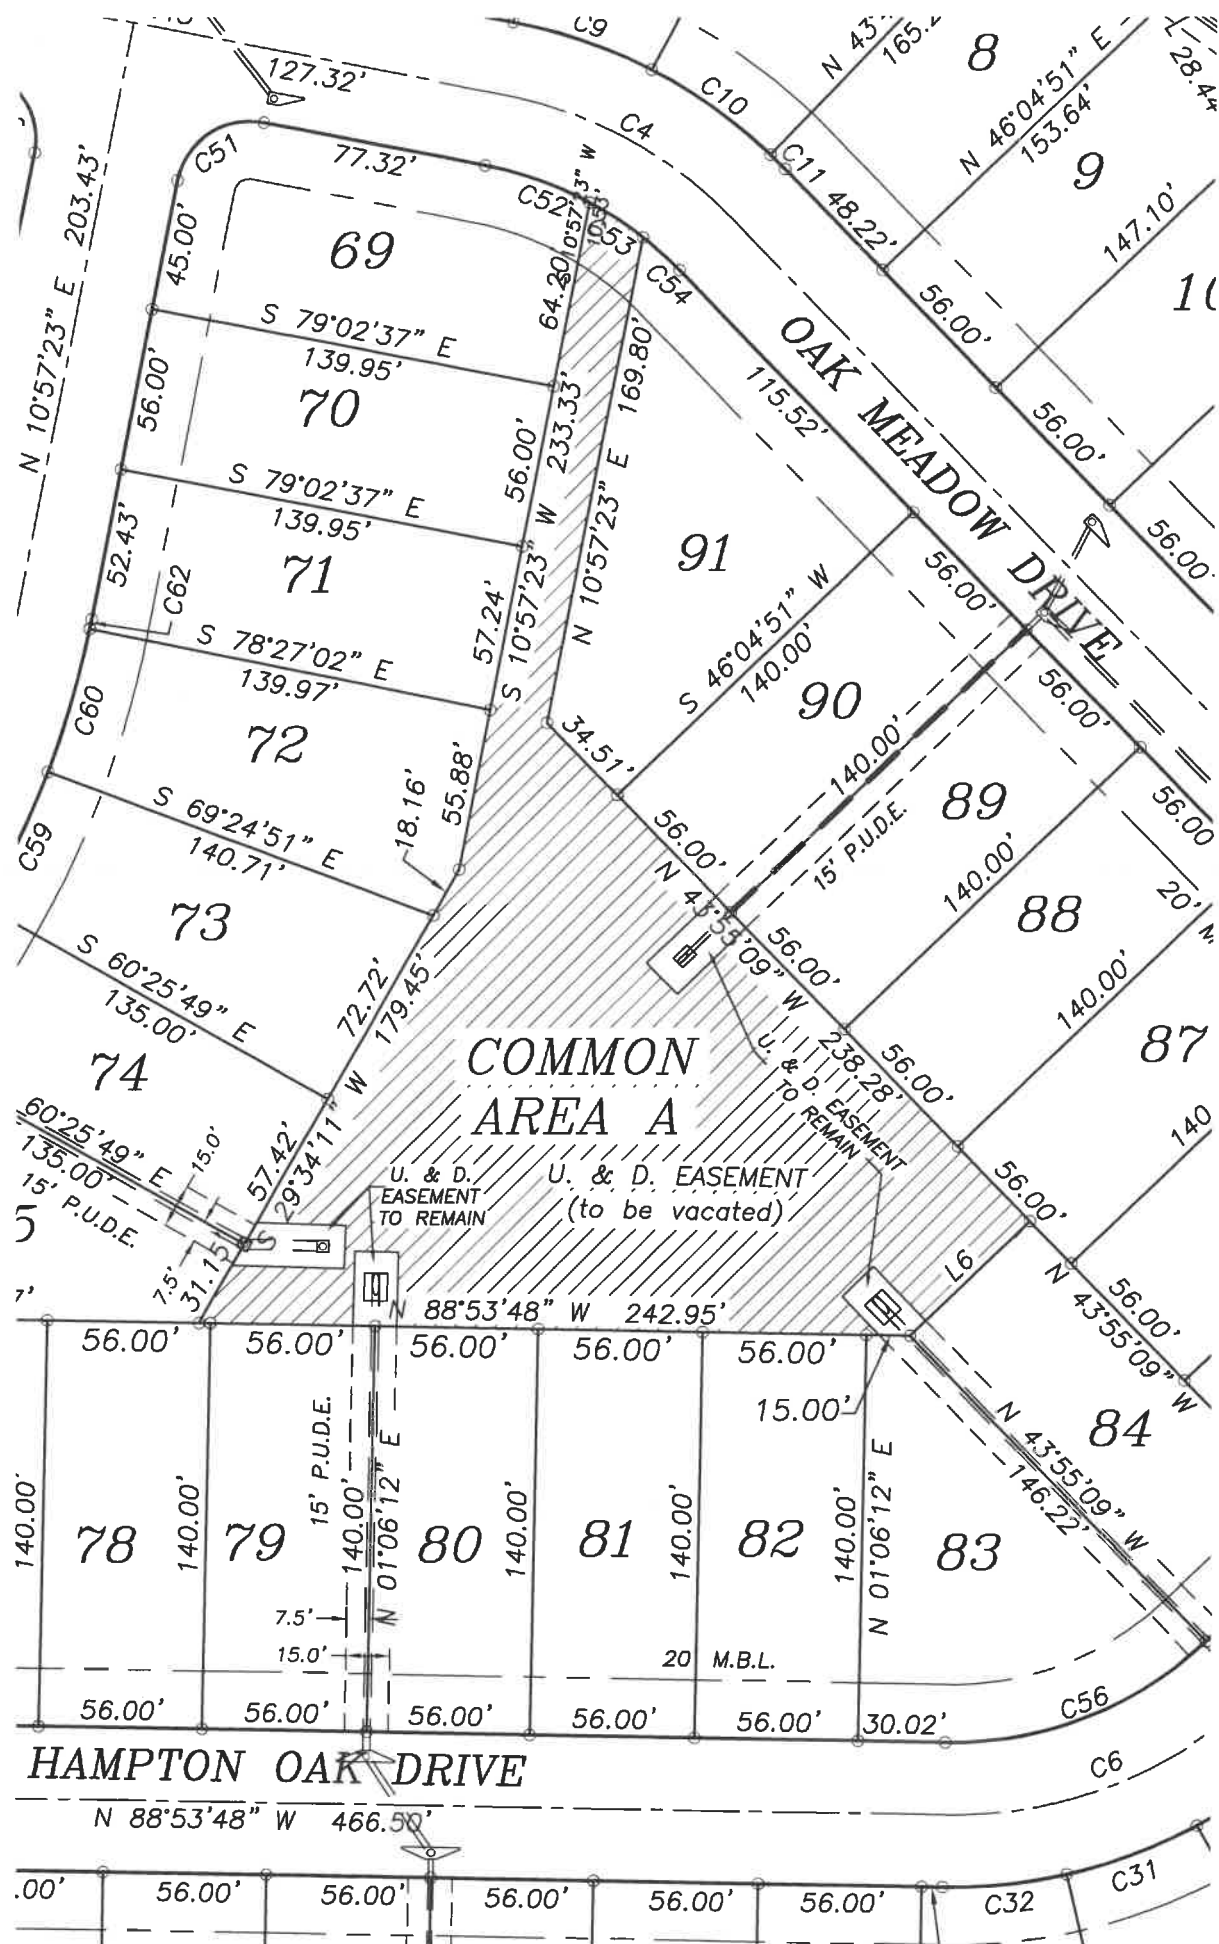 C9
8
N 43°
165.2
28.44
127.32'
C10
N 46°04'51" E
153.64'
C4
C51
77.32'
C11
9
N 10°57'23" E 203.43'
C52
C53
48.22'
147.10'
45.00'
69
C54
56.00'
10
64.20'
S 79°02'37" E
139.95'
OAK MEADOW DRIVE
169.80'
115.52'
56.00'
56.00'
70
56.00'
233.33'
S 79°02'37" E
139.95'
N 10°57'23" E
S 10°57'23" W
91
56.00'
56.00'
52.43'
71
C62
57.24'
S 46°04'51" W
140.00'
S 78°27'02" E
139.97'
90
56.00'
C60
72
34.51'
140.00'
55.88'
18.16'
89
56.00
S 69°24'51" E
140.71'
C59
56.00'
15' P.U.D.E.
140.00'
20' M.
73
N 43°55'09" W 238.28'
88
S 60°25'49" E
135.00'
72.72'
179.45'
56.00'
140.00'
COMMON
AREA A
74
56.00'
87
U. & D. EASEMENT
TO REMAIN
60°25'49" E
135.00'
15.0'
15' P.U.D.E.
57.42'
S 29°34'11" W
U. & D.
EASEMENT
TO REMAIN
U. & D. EASEMENT
(to be vacated)
140
5
56.00'
7.5'
31.15
L6
N 43°55'09" W
56.00'
7'
N 88°53'48" W 242.95'
56.00'
56.00'
56.00'
56.00'
56.00'
15.00'
84
15' P.U.D.E.
N 43°55'09" W
146.22'
140.00'
78
140.00'
79
140.00'
N 01°06'12" E
80
140.00'
81
140.00'
82
140.00'
N 01°06'12" E
83
7.5'
15.0'
20 M.B.L.
56.00'
56.00'
56.00'
56.00'
56.00'
30.02'
C56
HAMPTON OAK DRIVE
C6
N 88°53'48" W 466.50'
.00'
56.00'
56.00'
56.00'
56.00'
56.00'
C32
C31